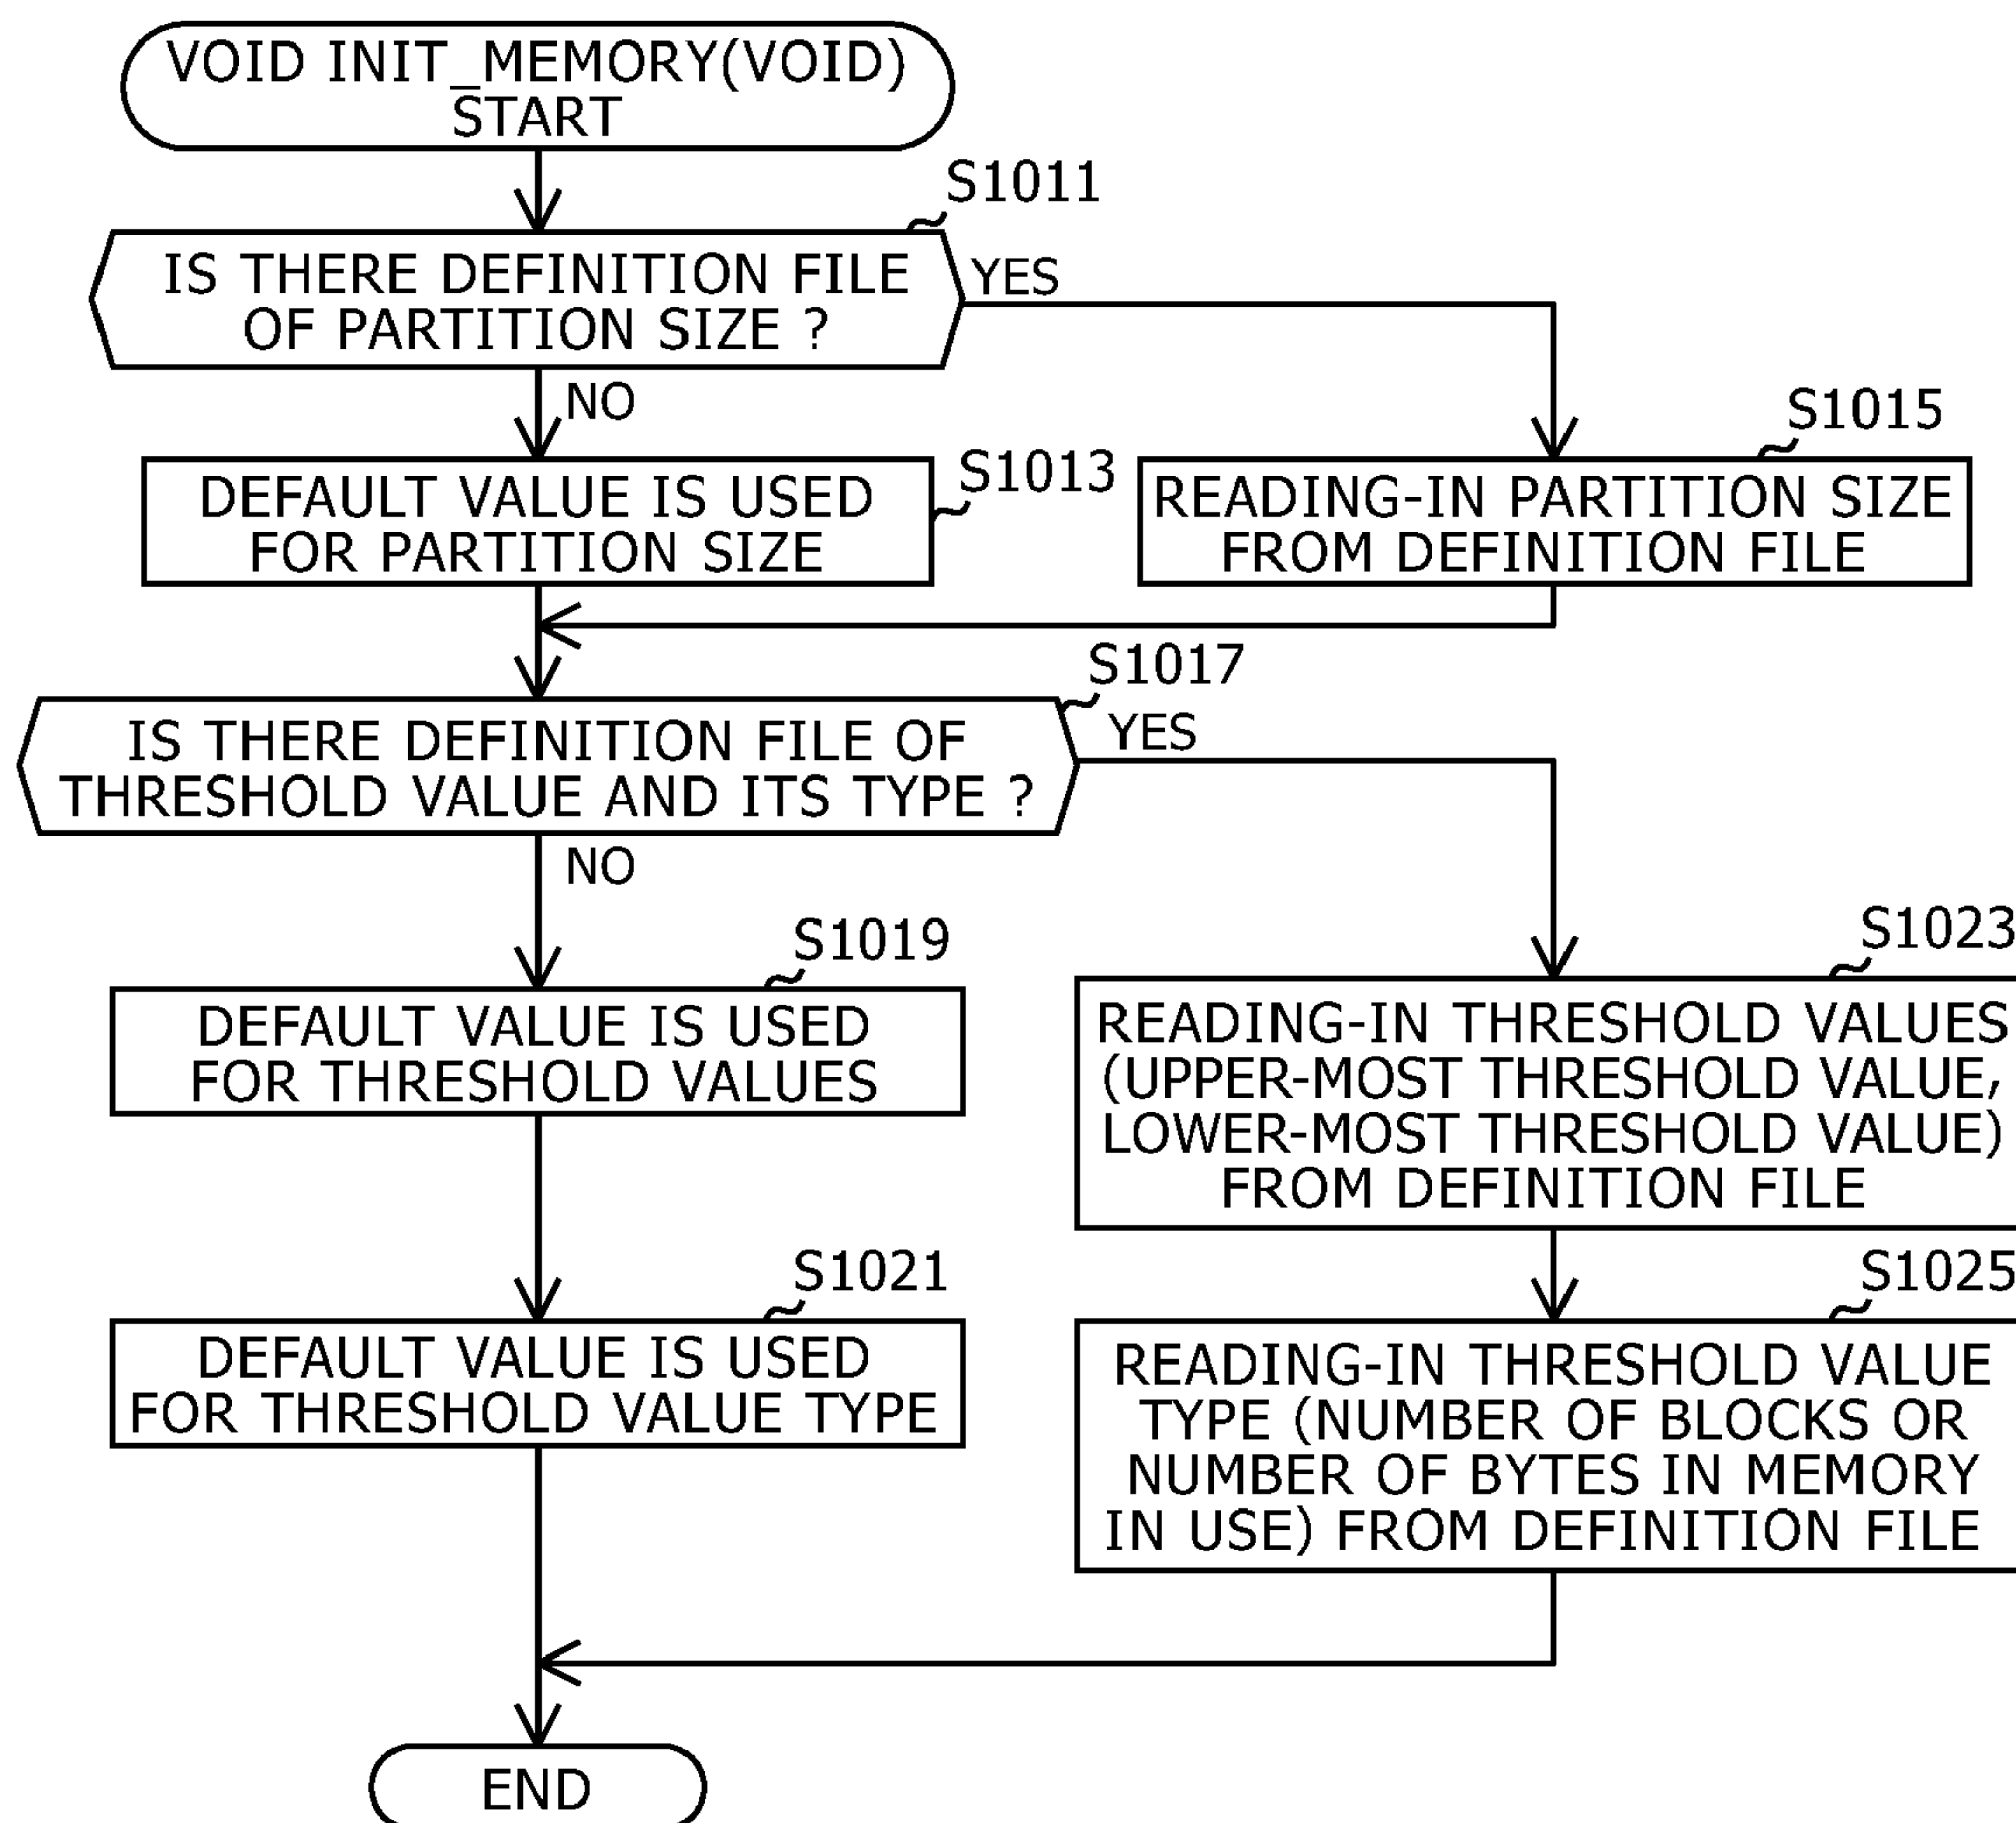 VOID INIT_MEMORY(VOID)
START
S1011
IS THERE DEFINITION FILE
OF PARTITION SIZE ?
YES
NO
S1013
DEFAULT VALUE IS USED
FOR PARTITION SIZE
S1015
READING-IN PARTITION SIZE
FROM DEFINITION FILE
S1017
IS THERE DEFINITION FILE OF
THRESHOLD VALUE AND ITS TYPE ?
YES
NO
S1019
DEFAULT VALUE IS USED
FOR THRESHOLD VALUES
S1023
READING-IN THRESHOLD VALUES
(UPPER-MOST THRESHOLD VALUE,
LOWER-MOST THRESHOLD VALUE)
FROM DEFINITION FILE
S1021
DEFAULT VALUE IS USED
FOR THRESHOLD VALUE TYPE
S1025
READING-IN THRESHOLD VALUE
TYPE (NUMBER OF BLOCKS OR
NUMBER OF BYTES IN MEMORY
IN USE) FROM DEFINITION FILE
END